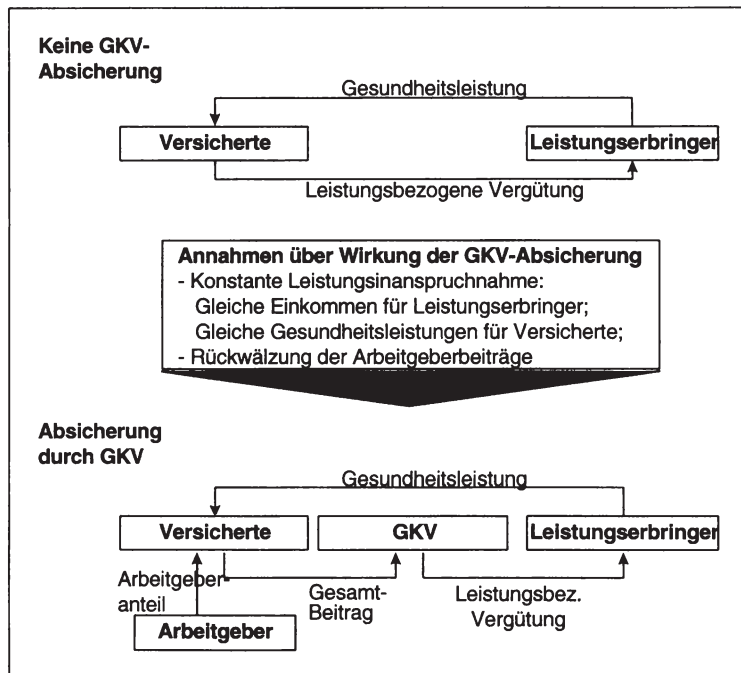 Keine GKV-
Absicherung
Gesundheitsleistung
Versicherte
Leistungserbringer
Leistungsbezogene Vergütung
Annahmen über Wirkung der GKV-Absicherung
- Konstante Leistungsinanspruchnahme:
Gleiche Einkommen für Leistungserbringer;
Gleiche Gesundheitsleistungen für Versicherte;
- Rückwälzung der Arbeitgeberbeiträge
Absicherung
durch GKV
Gesundheitsleistung
Versicherte
GKV
Leistungserbringer
Arbeitgeber-
anteil
Gesamt-
Beitrag
Leistungsbez.
Vergütung
Arbeitgeber